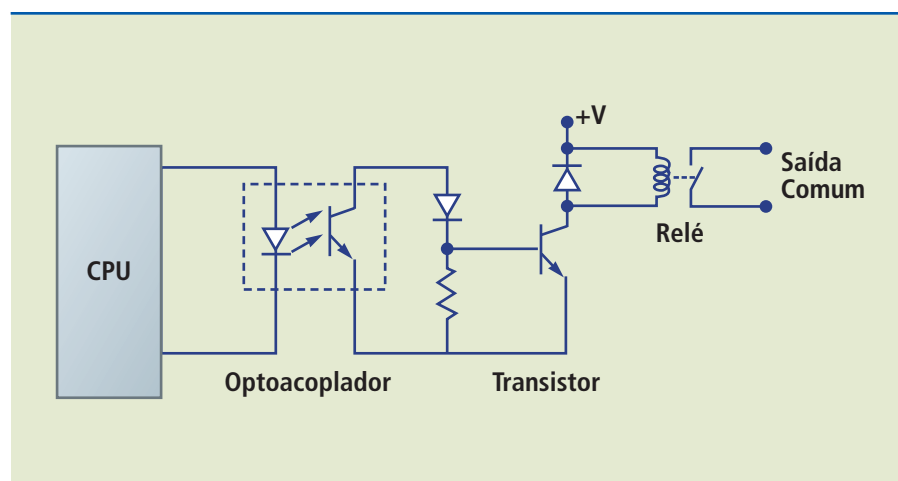 +V
Saída
Comum
Relé
CPU
Optoacoplador
Transistor